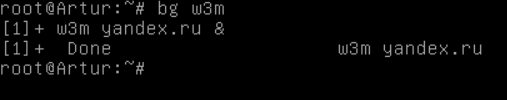 root@Artur:~# bg w3m
[1]+ w3m yandex.ru &
[1]+  Done                    w3m yandex.ru
root@Artur:~#